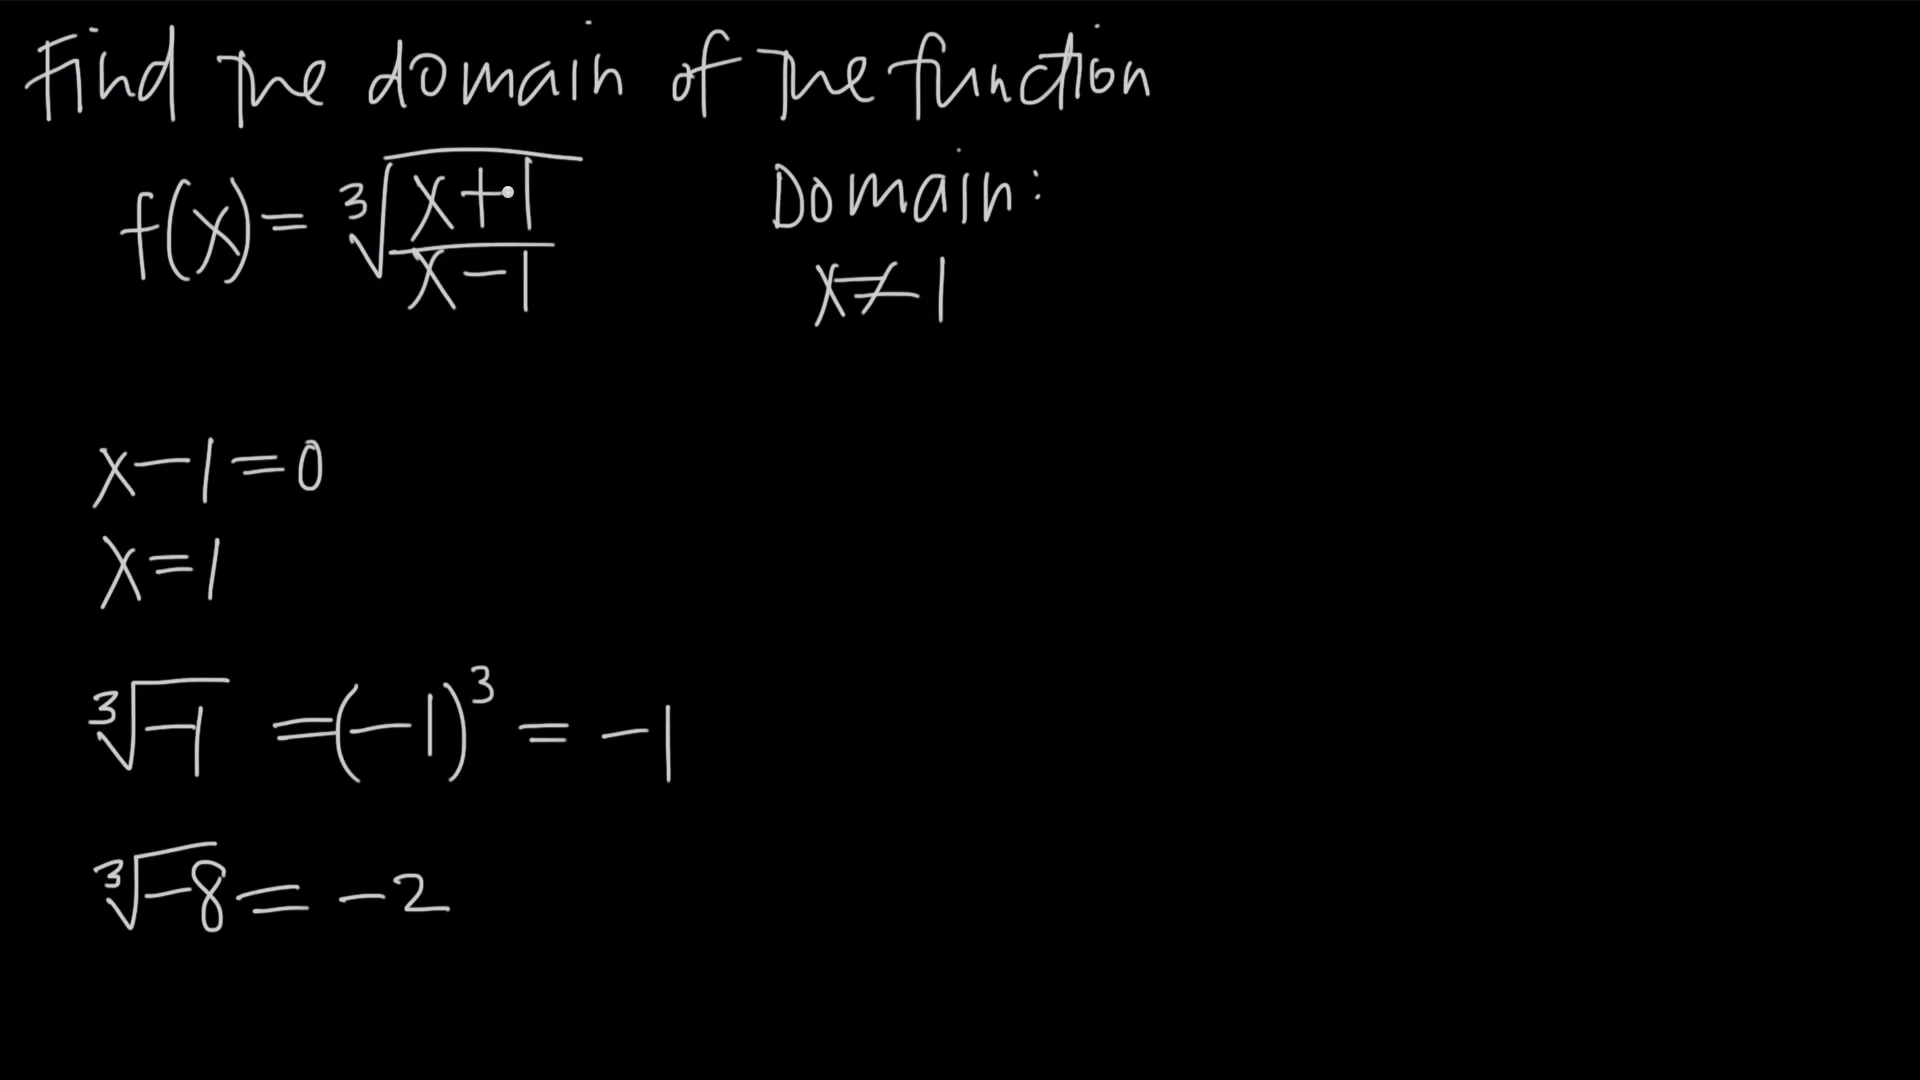 Find the domain of the function
f(x) = ∛((x+1)/(x-1))
Domain:
x ≠ 1
x-1=0
x=1
∛-1 = (-1)³ = -1
∛-8 = -2